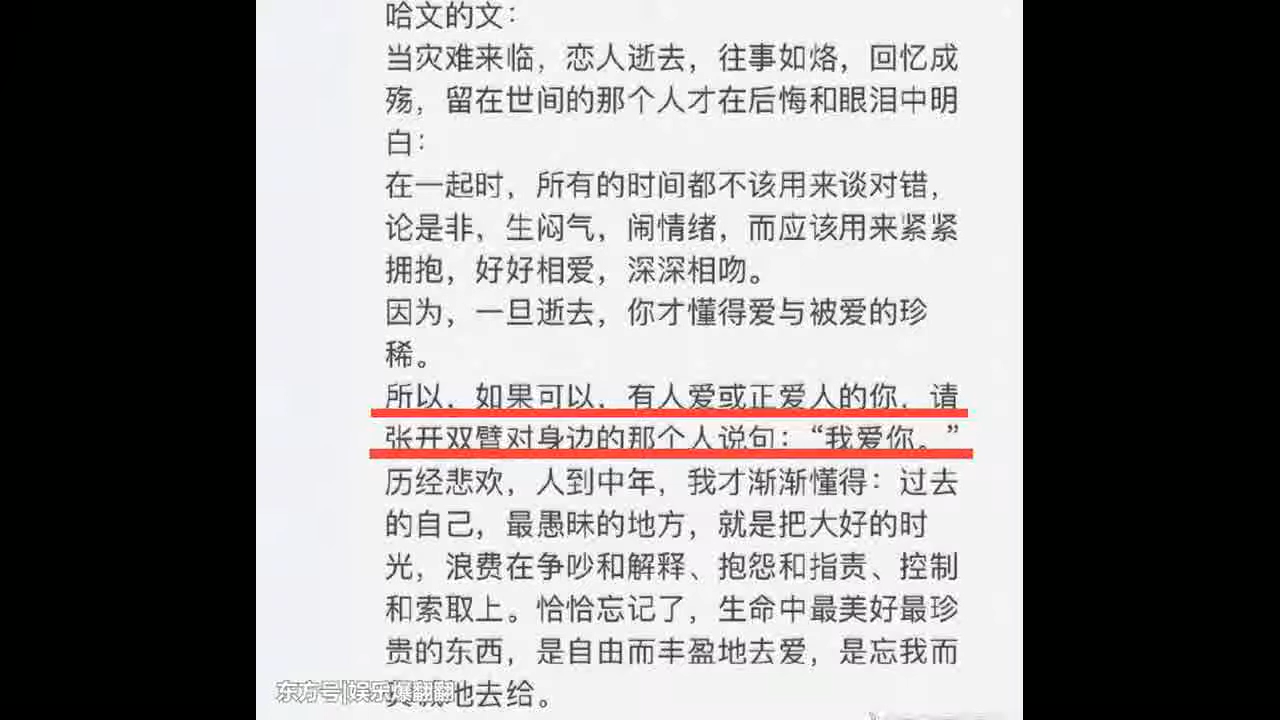 哈文的文：
当灾难来临，恋人逝去，往事如烙，回忆成
殇，留在世间的那个人才在后悔和眼泪中明
白：
在一起时，所有的时间都不该用来谈对错，
论是非，生闷气，闹情绪，而应该用来紧紧
拥抱，好好相爱，深深相吻。
因为，一旦逝去，你才懂得爱与被爱的珍
稀。
所以，如果可以，有人爱或正爱人的你，请
张开双臂对身边的那个人说句：“我爱你。”
历经悲欢，人到中年，我才渐渐懂得：过去
的自己，最愚昧的地方，就是把大好的时
光，浪费在争吵和解释、抱怨和指责、控制
和索取上。恰恰忘记了，生命中最美好最珍
贵的东西，是自由而丰盈地去爱，是忘我而
地去给。
东方号|娱乐爆翻翻